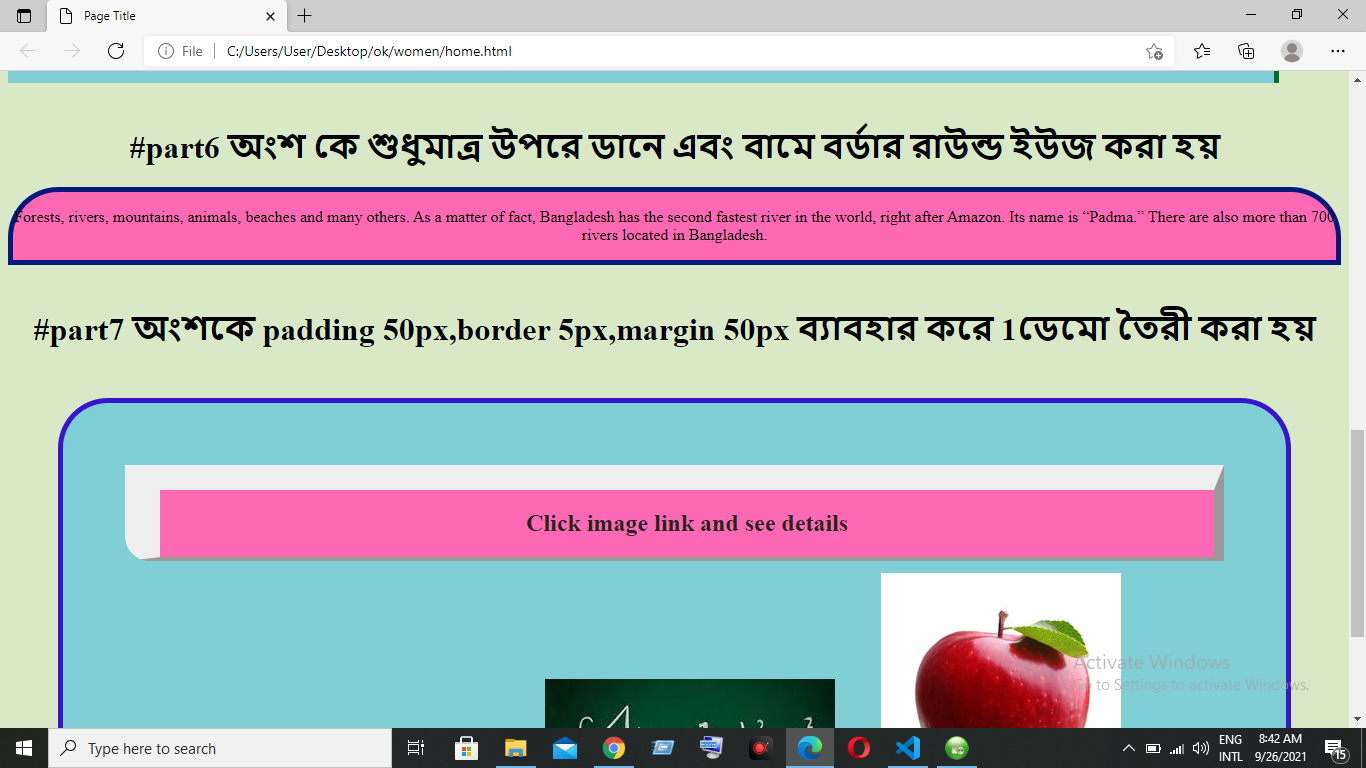 Page Title
File
C:/Users/User/Desktop/ok/women/home.html
#part6 অংশ কে শুধুমাত্র উপরে ডানে এবং বামে বর্ডার রাউন্ড ইউজ করা হয়
Forests, rivers, mountains, animals, beaches and many others. As a matter of fact, Bangladesh has the second fastest river in the world, right after Amazon. Its name is “Padma.” There are also more than 700
rivers located in Bangladesh.
#part7 অংশকে padding 50px,border 5px,margin 50px ব্যাবহার করে 1ডেমো তৈরী করা হয়
Click image link and see details
Activate Windows
Go to Settings to activate Windows.
Type here to search
ENG 8:42 AM
INTL 9/26/2021 15